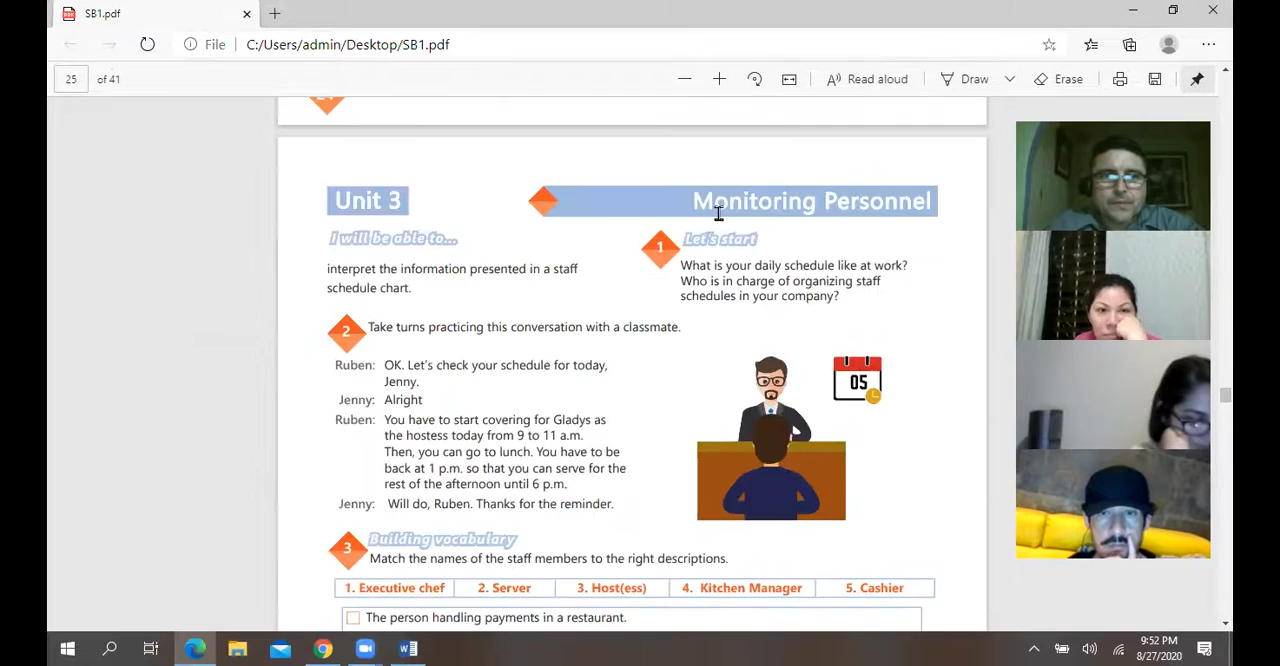 SB1.pdf
File C:/Users/admin/Desktop/SB1.pdf
25 of 41
Read aloud Draw Erase
Unit 3 Monitoring Personnel
I will be able to...
interpret the information presented in a staff
schedule chart.
1 Let's start
What is your daily schedule like at work?
Who is in charge of organizing staff
schedules in your company?
2 Take turns practicing this conversation with a classmate.
Ruben: OK. Let's check your schedule for today,
Jenny.
Jenny: Alright
Ruben: You have to start covering for Gladys as
the hostess today from 9 to 11 a.m.
Then, you can go to lunch. You have to be
back at 1 p.m. so that you can serve for the
rest of the afternoon until 6 p.m.
Jenny: Will do, Ruben. Thanks for the reminder.
05
3 Building vocabulary
Match the names of the staff members to the right descriptions.
1. Executive chef 2. Server 3. Host(ess) 4. Kitchen Manager 5. Cashier
The person handling payments in a restaurant.
9:52 PM
8/27/2020